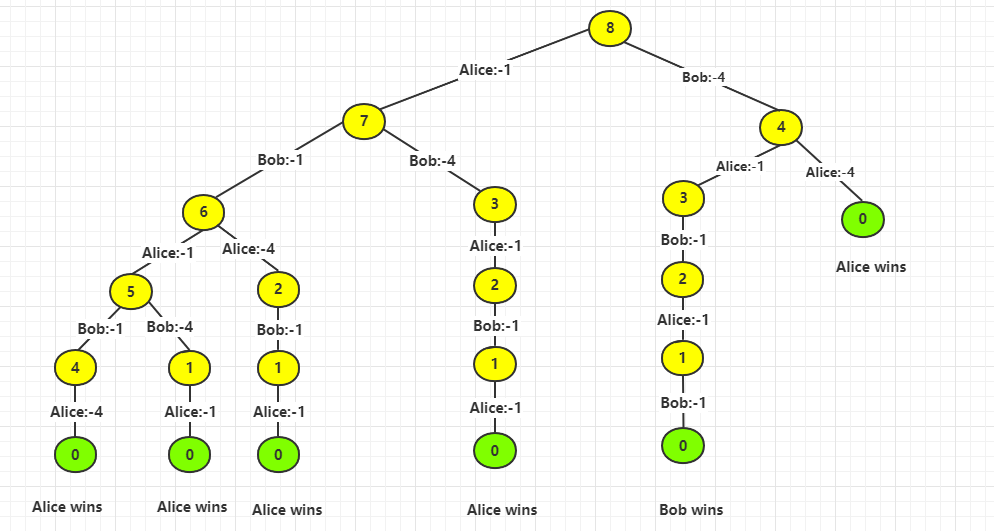 8
Alice:-1
Bob:-4
7
4
Bob:-1
Bob:-4
Alice:-1
Alice:-4
6
3
3
0
Alice:-1
Alice:-4
Alice:-1
Bob:-1
Alice wins
5
2
2
2
Bob:-1
Bob:-4
Bob:-1
Bob:-1
Alice:-1
4
1
1
1
1
Alice:-4
Alice:-1
Alice:-1
Alice:-1
Bob:-1
0
0
0
0
0
Alice wins
Alice wins
Alice wins
Alice wins
Bob wins